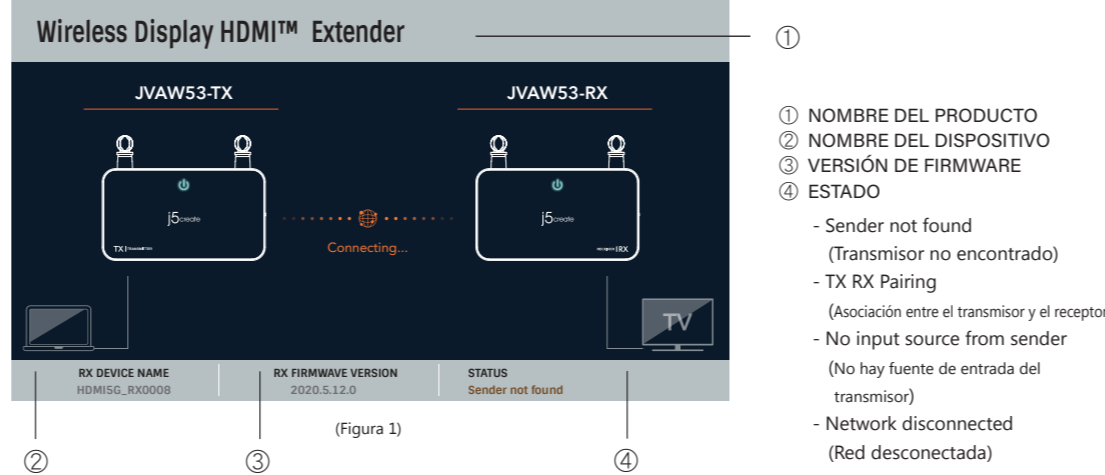 Wireless Display HDMI™ Extender
①
JVAW53-TX
JVAW53-RX
j5create
TX
j5create
RX
Connecting...
TV
RX DEVICE NAME
HDMI5G_RX0008
RX FIRMWAVE VERSION
2020.5.12.0
STATUS
Sender not found
(Figura 1)
②
③
④
① NOMBRE DEL PRODUCTO
② NOMBRE DEL DISPOSITIVO
③ VERSIÓN DE FIRMWARE
④ ESTADO
- Sender not found
(Transmisor no encontrado)
- TX RX Pairing
(Asociación entre el transmisor y el receptor
- No input source from sender
(No hay fuente de entrada del
transmisor)
- Network disconnected
(Red desconectada)